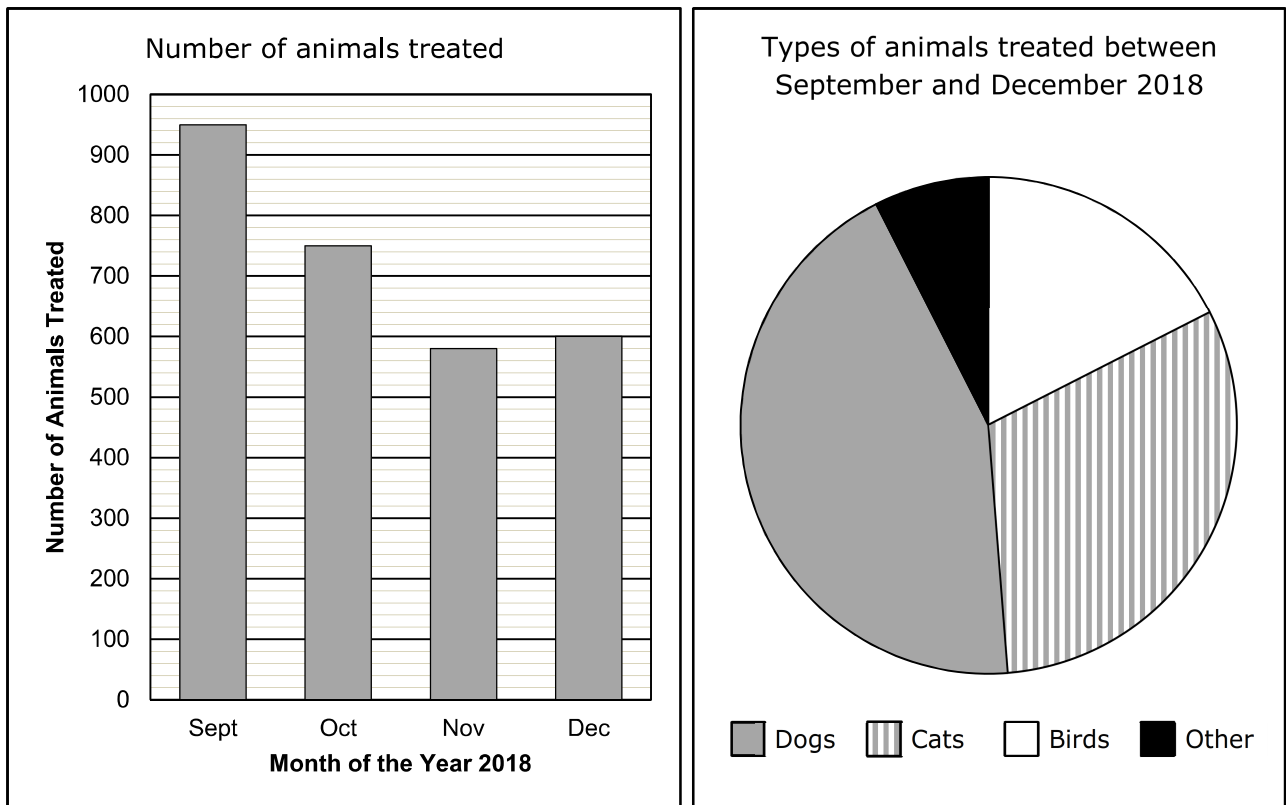 Number of animals treated
1000
900
800
700
600
500
400
300
200
100
0
Number of Animals Treated
Sept Oct Nov Dec
Month of the Year 2018
Types of animals treated between
September and December 2018
Dogs Cats Birds Other